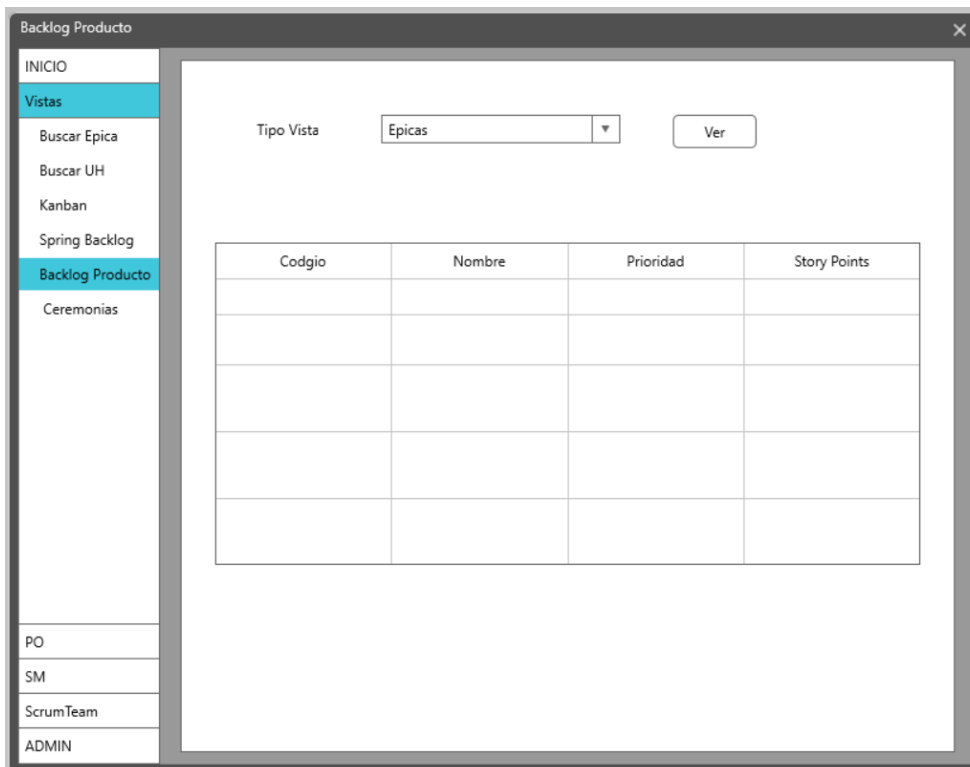 Backlog Producto
INICIO
Vistas
Buscar Epica
Buscar UH
Kanban
Spring Backlog
Backlog Producto
Ceremonias
PO
SM
ScrumTeam
ADMIN
Tipo Vista Epicas Ver
Codgio Nombre Prioridad Story Points